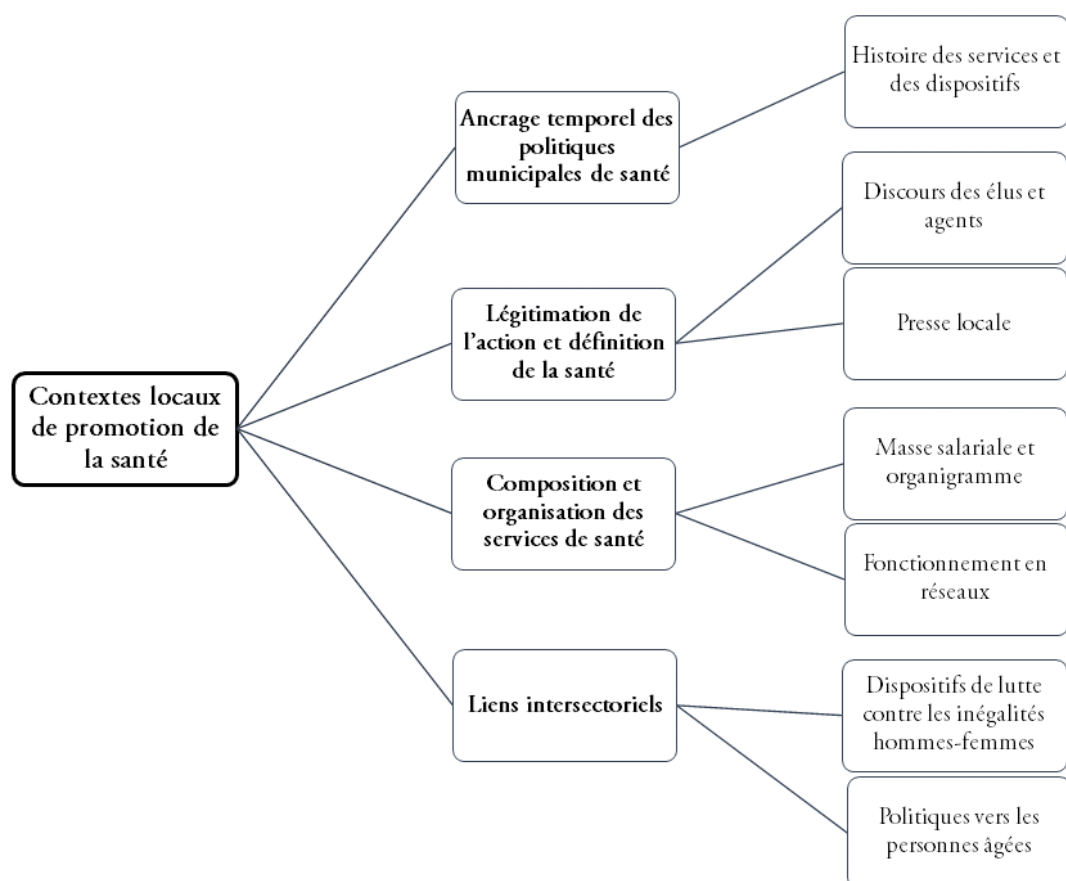 Histoire des services et
des dispositifs
Ancrage temporel des
politiques
municipales de santé
Discours des élus et
agents
Légitimation de
l'action et définition
de la santé
Presse locale
Contextes locaux
de promotion de
la santé
Masse salariale et
organigramme
Composition et
organisation des
services de santé
Fonctionnement en
réseaux
Liens intersectoriels
Dispositifs de lutte
contre les inégalités
hommes-femmes
Politiques vers les
personnes âgées